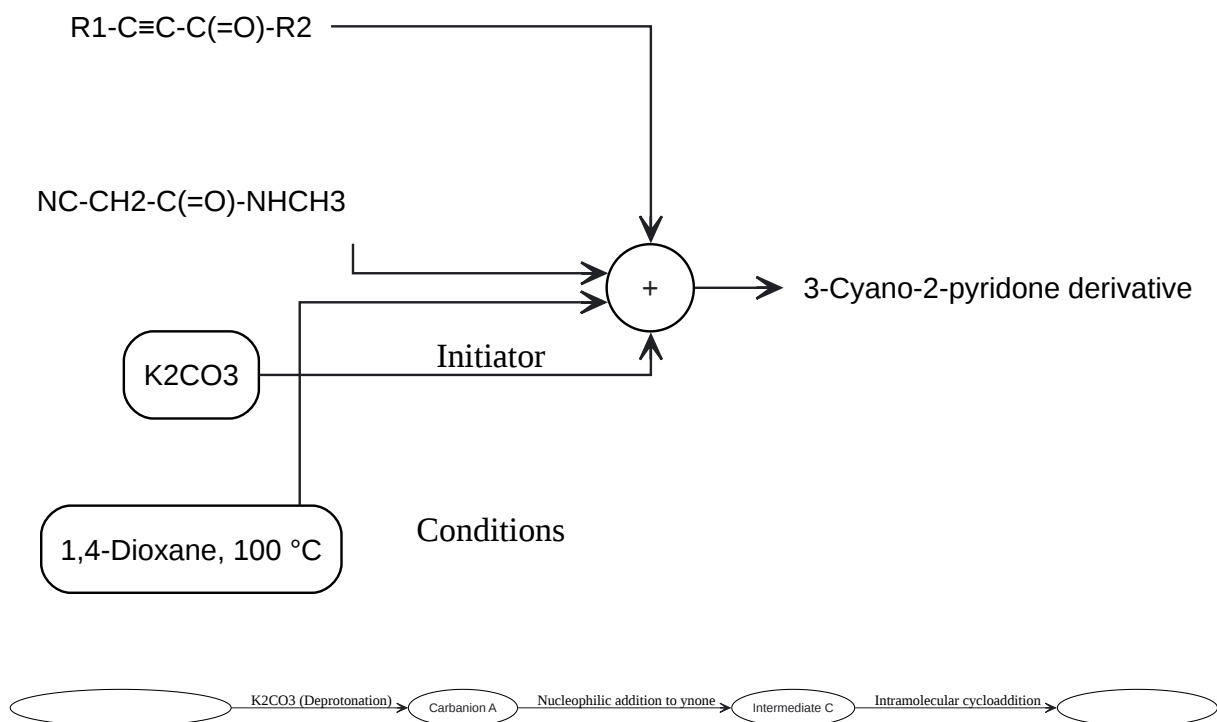 R1-C≡C-C(=O)-R2
NC-CH2-C(=O)-NHCH3
+
3-Cyano-2-pyridone derivative
Initiator
K2CO3
Conditions
1,4-Dioxane, 100 °C
K2CO3 (Deprotonation)
Carbanion A
Nucleophilic addition to ynone
Intermediate C
Intramolecular cycloaddition